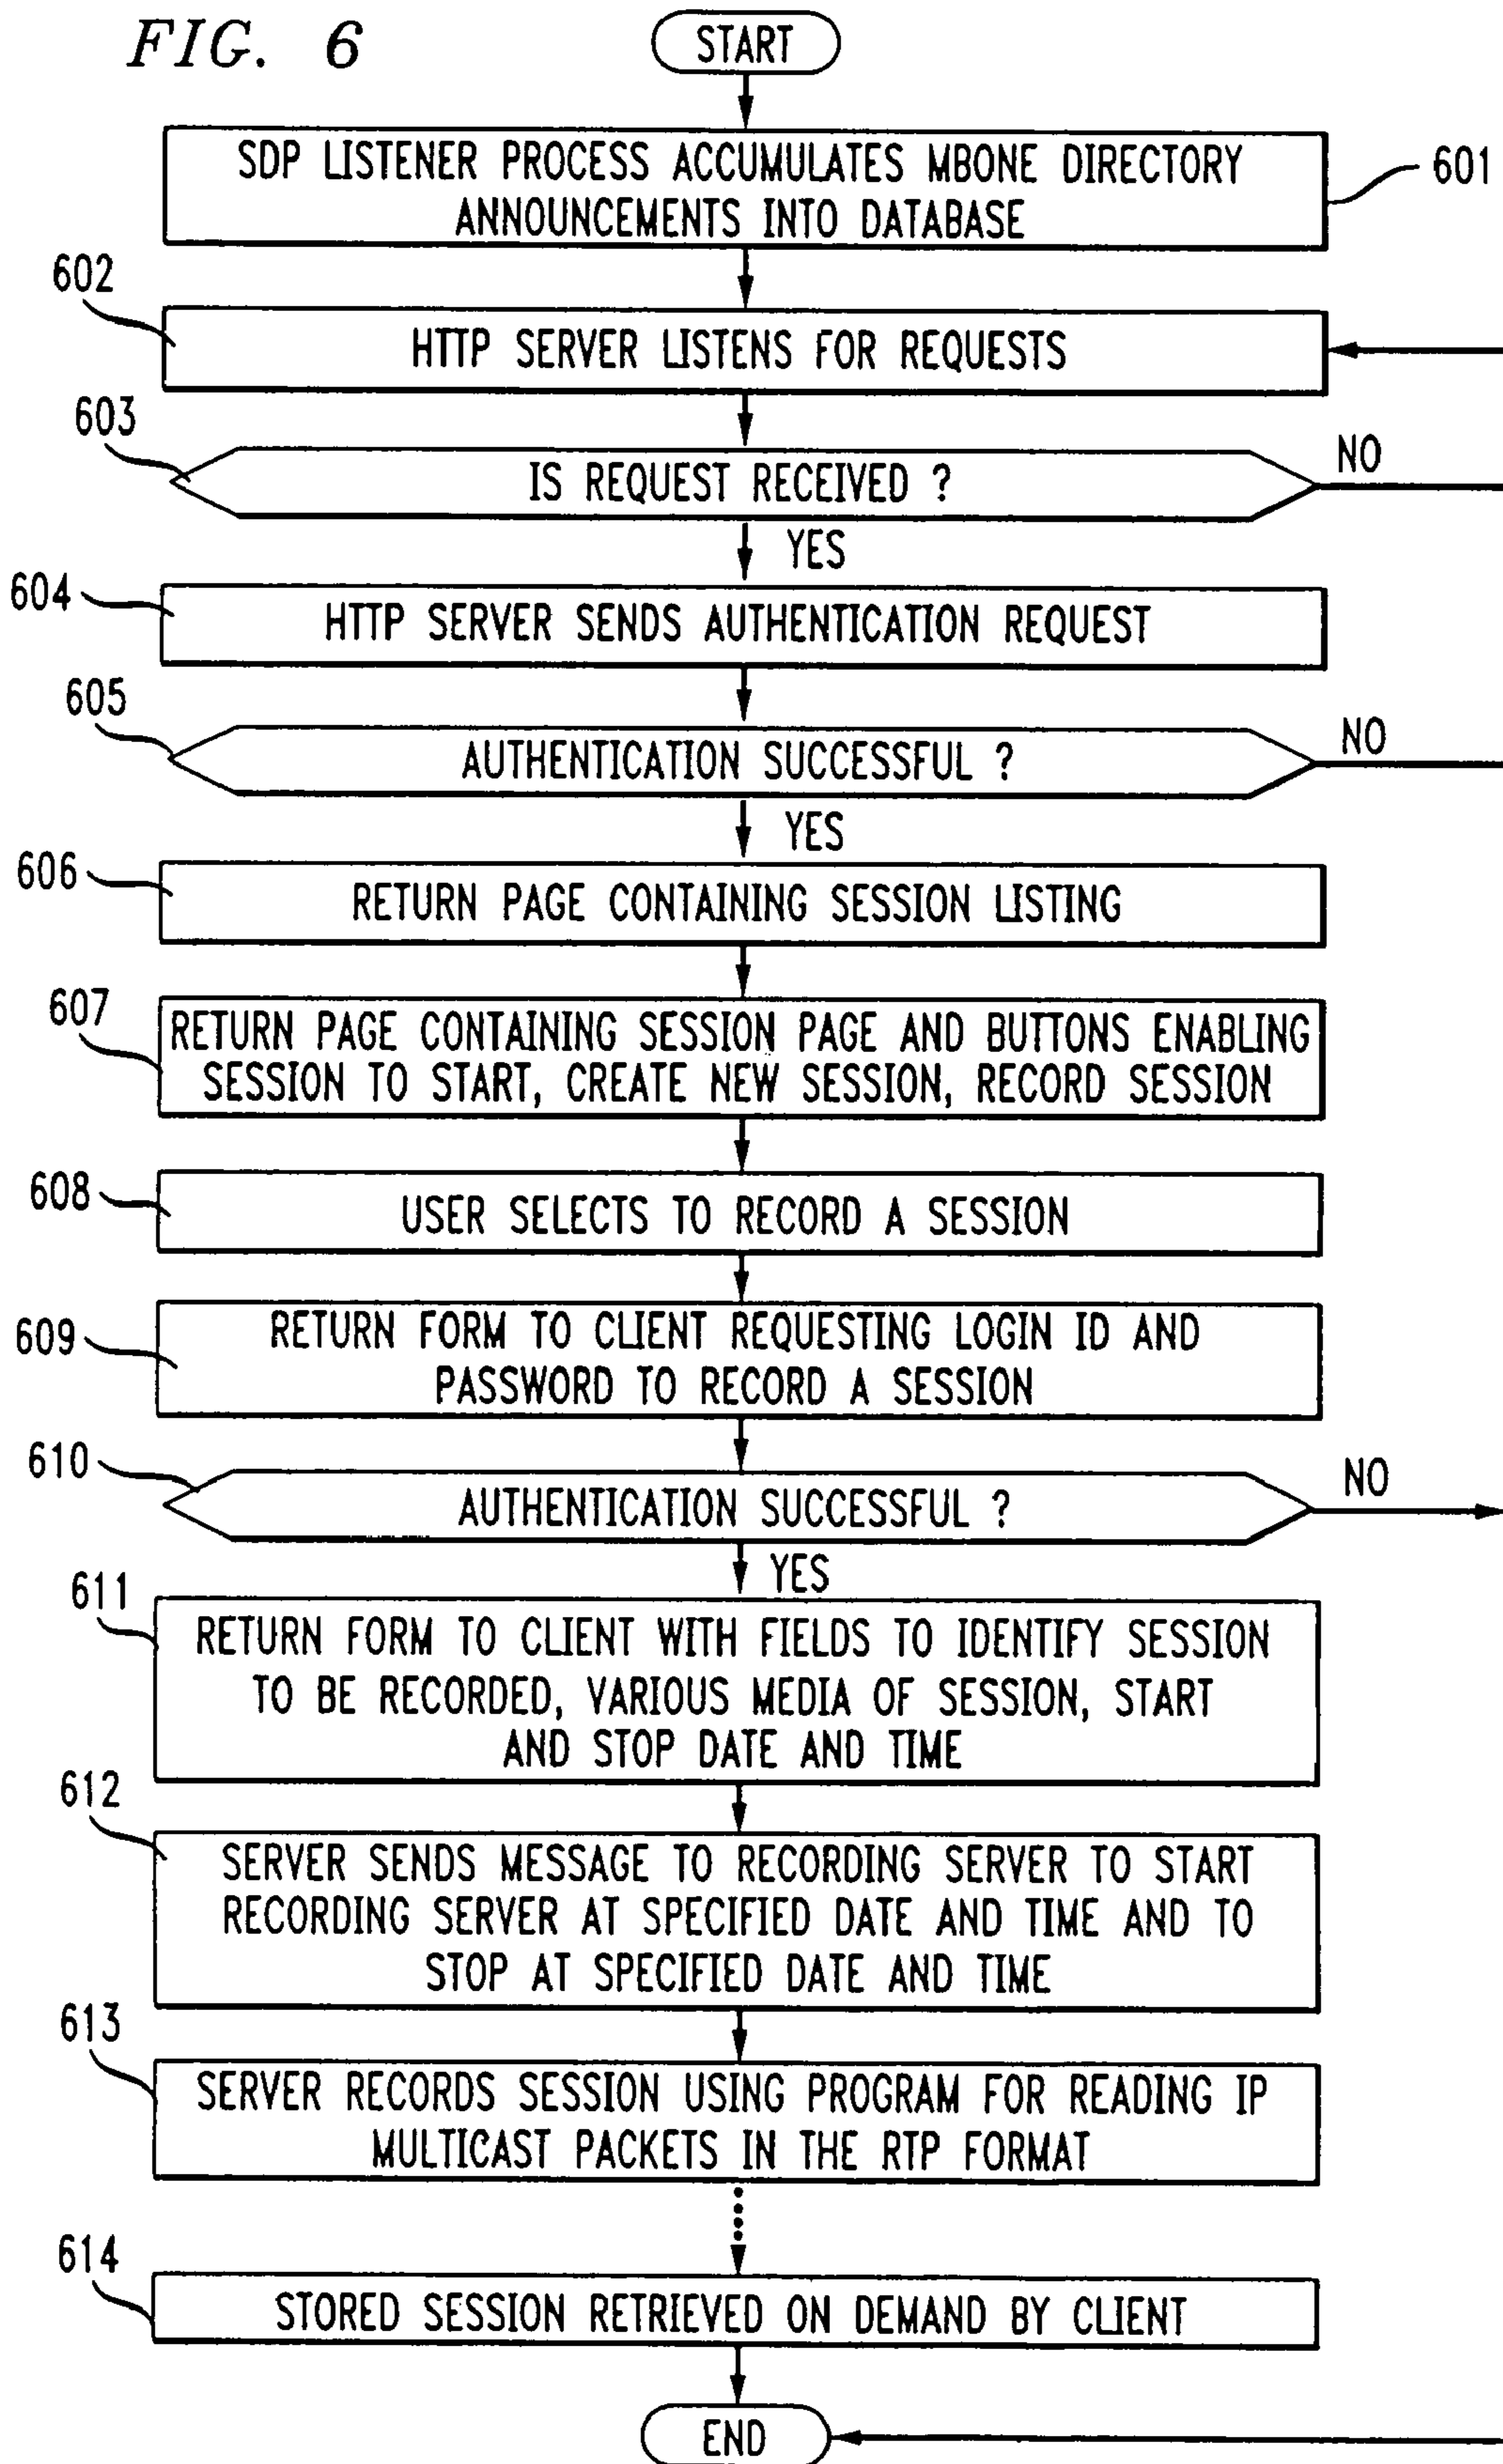 FIG. 6
START
SDP LISTENER PROCESS ACCUMULATES MBONE DIRECTORY
ANNOUNCEMENTS INTO DATABASE
601
602
HTTP SERVER LISTENS FOR REQUESTS
603
IS REQUEST RECEIVED ?
NO
YES
604
HTTP SERVER SENDS AUTHENTICATION REQUEST
605
AUTHENTICATION SUCCESSFUL ?
NO
YES
606
RETURN PAGE CONTAINING SESSION LISTING
607
RETURN PAGE CONTAINING SESSION PAGE AND BUTTONS ENABLING
SESSION TO START, CREATE NEW SESSION, RECORD SESSION
608
USER SELECTS TO RECORD A SESSION
609
RETURN FORM TO CLIENT REQUESTING LOGIN ID AND
PASSWORD TO RECORD A SESSION
610
AUTHENTICATION SUCCESSFUL ?
NO
YES
611
RETURN FORM TO CLIENT WITH FIELDS TO IDENTIFY SESSION
TO BE RECORDED, VARIOUS MEDIA OF SESSION, START
AND STOP DATE AND TIME
612
SERVER SENDS MESSAGE TO RECORDING SERVER TO START
RECORDING SERVER AT SPECIFIED DATE AND TIME AND TO
STOP AT SPECIFIED DATE AND TIME
613
SERVER RECORDS SESSION USING PROGRAM FOR READING IP
MULTICAST PACKETS IN THE RTP FORMAT
614
STORED SESSION RETRIEVED ON DEMAND BY CLIENT
END